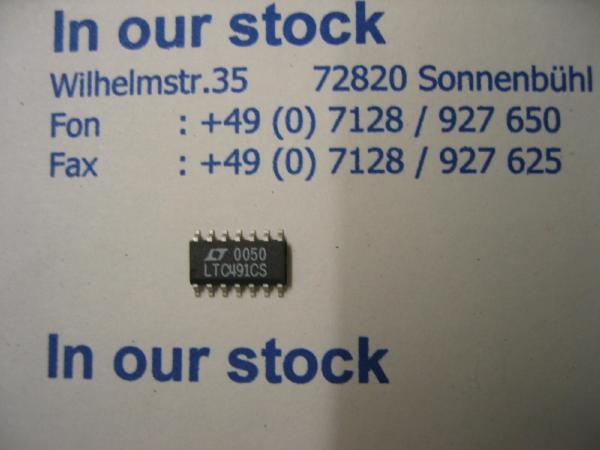 In our stock
Wilhelmstr.35 72820 Sonnenbühl
Fon : +49 (0) 7128 / 927 650
Fax : +49 (0) 7128 / 927 625
0050
LTC491CS
In our stock